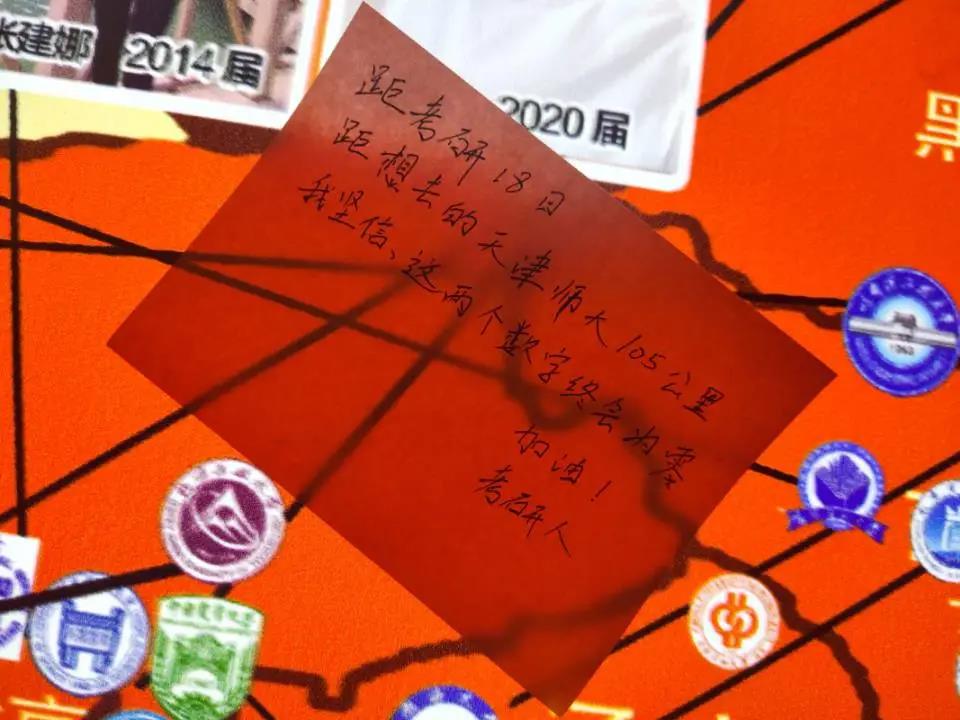 张建娜 2014届
2020届
黑
距考研18日
距想去的天津师大105公里
我坚信、这两个数字终会为零
加油！
考研人